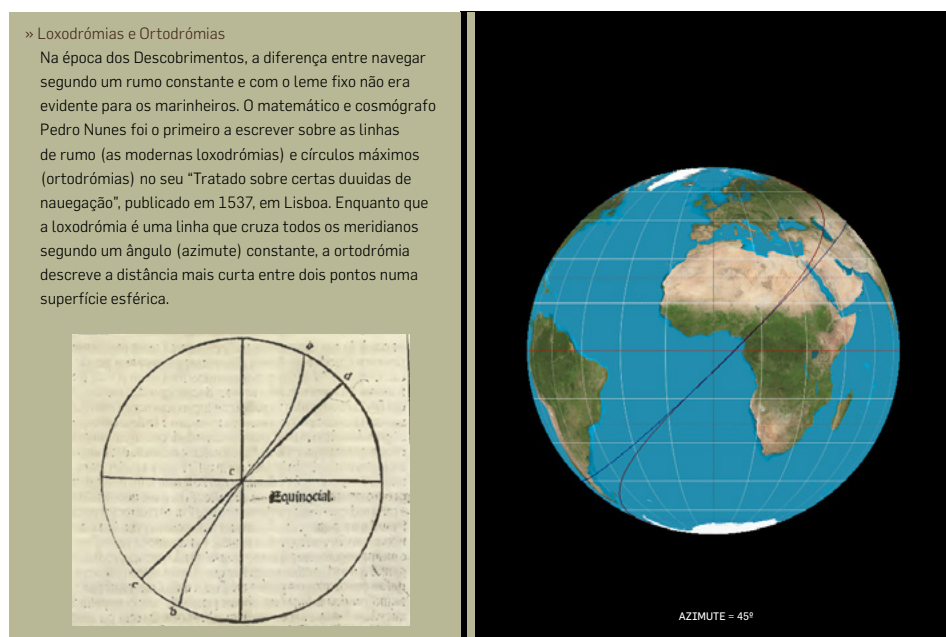 » Loxodrómias e Ortodrómias
Na época dos Descobrimentos, a diferença entre navegar
segundo um rumo constante e com o leme fixo não era
evidente para os marinheiros. O matemático e cosmógrafo
Pedro Nunes foi o primeiro a escrever sobre as linhas
de rumo (as modernas loxodrómias) e círculos máximos
(ortodrómias) no seu “Tratado sobre certas duuidas de
nauegação”, publicado em 1537, em Lisboa. Enquanto que
a loxodrómia é uma linha que cruza todos os meridianos
segundo um ângulo (azimute) constante, a ortodrómia
descreve a distância mais curta entre dois pontos numa
superfície esférica.
d
c
Equinocial.
e
b
AZIMUTE = 45º